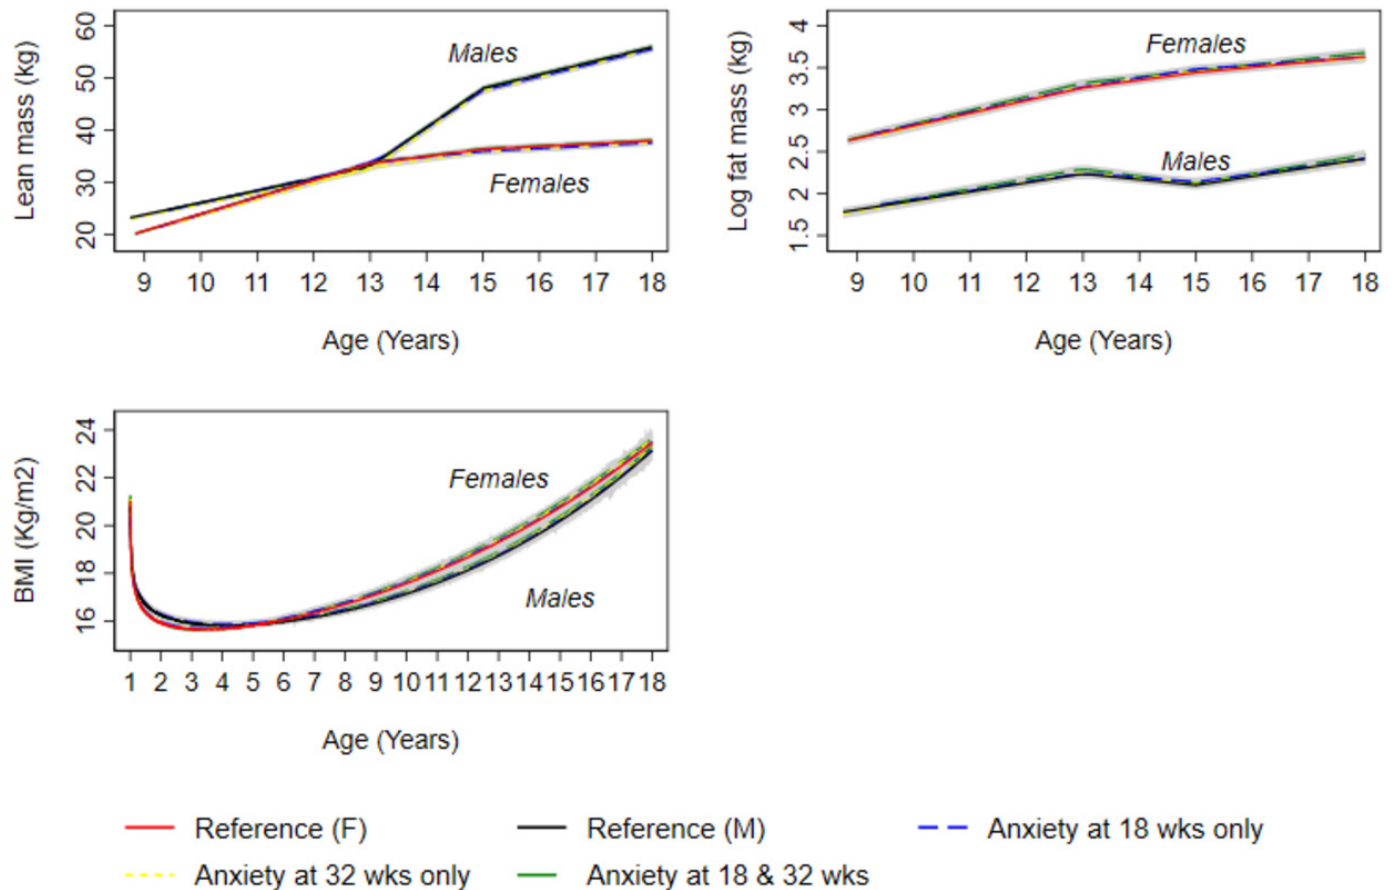 Lean mass (kg)
60
50
40
30
20
Males
Females
9 10 11 12 13 14 15 16 17 18
Age (Years)
Log fat mass (kg)
4
3.5
3
2.5
2
1.5
Females
Males
9 10 11 12 13 14 15 16 17 18
Age (Years)
BMI (Kg/m2)
24
22
20
18
16
Females
Males
1 2 3 4 5 6 7 8 9 10 11 12 13 14 15 16 17 18
Age (Years)
Reference (F) Reference (M) Anxiety at 18 wks only
Anxiety at 32 wks only Anxiety at 18 & 32 wks